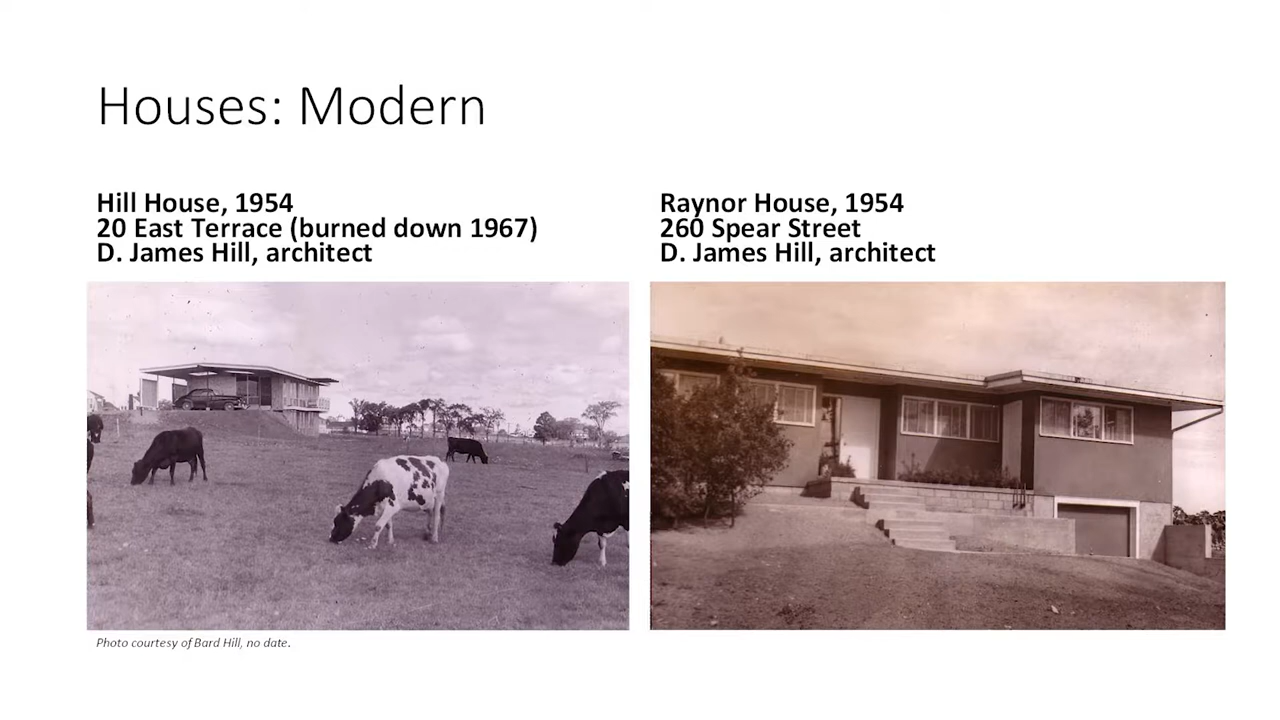 Houses: Modern
Hill House, 1954
20 East Terrace (burned down 1967)
D. James Hill, architect
Raynor House, 1954
260 Spear Street
D. James Hill, architect
Photo courtesy of Bard Hill, no date.